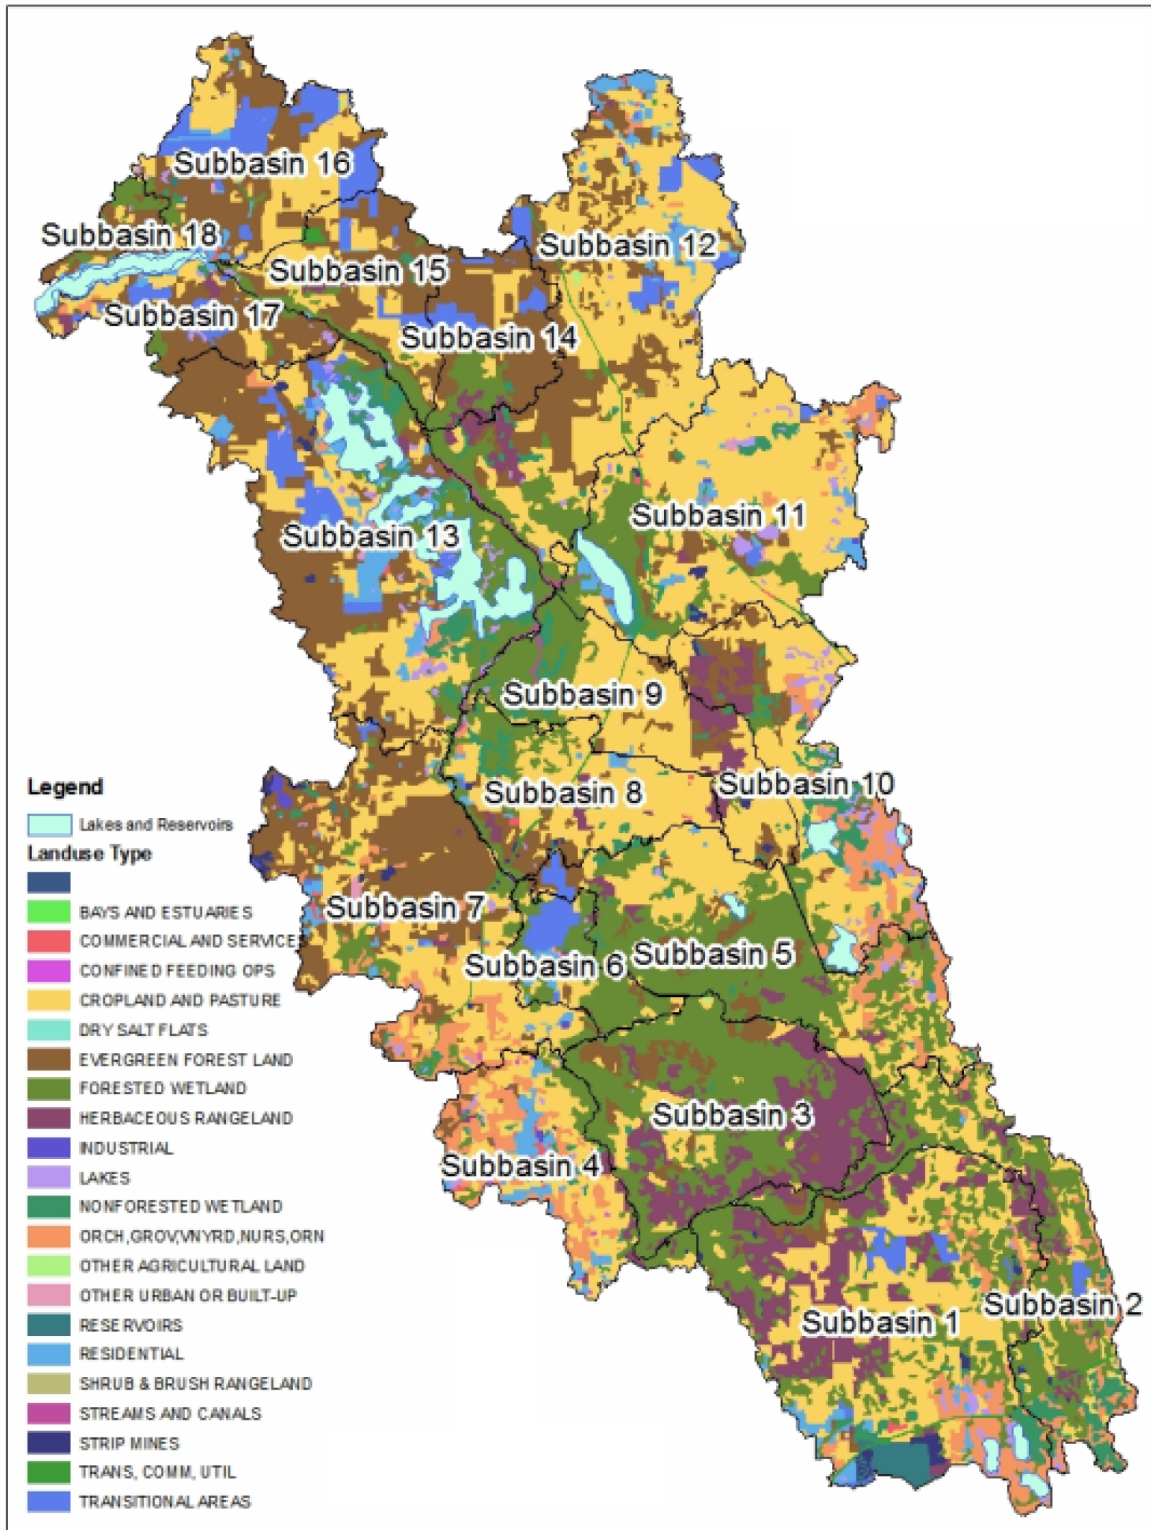 Subbasin 16
Subbasin 18
Subbasin 12
Subbasin 15
Subbasin 17
Subbasin 14
Subbasin 11
Subbasin 13
Subbasin 9
Subbasin 10
Subbasin 8
Subbasin 7
Subbasin 5
Subbasin 6
Subbasin 3
Subbasin 4
Subbasin 2
Subbasin 1
Legend
Lakes and Reservoirs
Landuse Type
BAYS AND ESTUARIES
COMMERCIAL AND SERVICES
CONFINED FEEDING OPS
CROPLAND AND PASTURE
DRY SALT FLATS
EVERGREEN FOREST LAND
FORESTED WETLAND
HERBACEOUS RANGELAND
INDUSTRIAL
LAKES
NONFORESTED WETLAND
ORCH,GROV,VNYRD,NURS,ORN
OTHER AGRICULTURAL LAND
OTHER URBAN OR BUILT-UP
RESERVOIRS
RESIDENTIAL
SHRUB & BRUSH RANGELAND
STREAMS AND CANALS
STRIP MINES
TRANS, COMM, UTIL
TRANSITIONAL AREAS